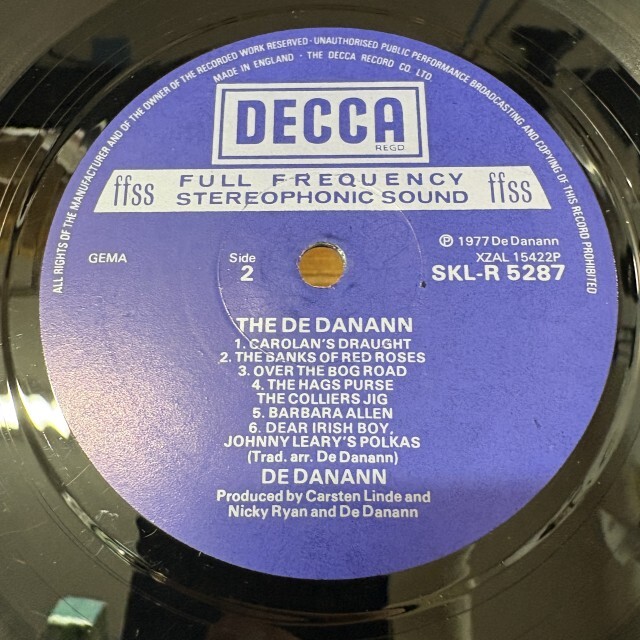 ALL RIGHTS OF THE MANUFACTURER AND OF THE OWNER OF THE RECORDED WORK RESERVED · UNAUTHORISED PUBLIC PERFORMANCE BROADCASTING AND COPYING OF THIS RECORD PROHIBITED
MADE IN ENGLAND · THE DECCA RECORD CO. LTD.
DECCA
REGD
ffss FULL FREQUENCY ffss
STEREOPHONIC SOUND
GEMA
Side
2
℗ 1977 De Danann
XZAL 15422P
SKL-R 5287
THE DE DANANN
1. CAROLAN'S DRAUGHT
2. THE BANKS OF RED ROSES
3. OVER THE BOG ROAD
4. THE HAGS PURSE
THE COLLIERS JIG
5. BARBARA ALLEN
6. DEAR IRISH BOY,
JOHNNY LEARY'S POLKAS
(Trad. arr. De Danann)
DE DANANN
Produced by Carsten Linde and
Nicky Ryan and De Danann